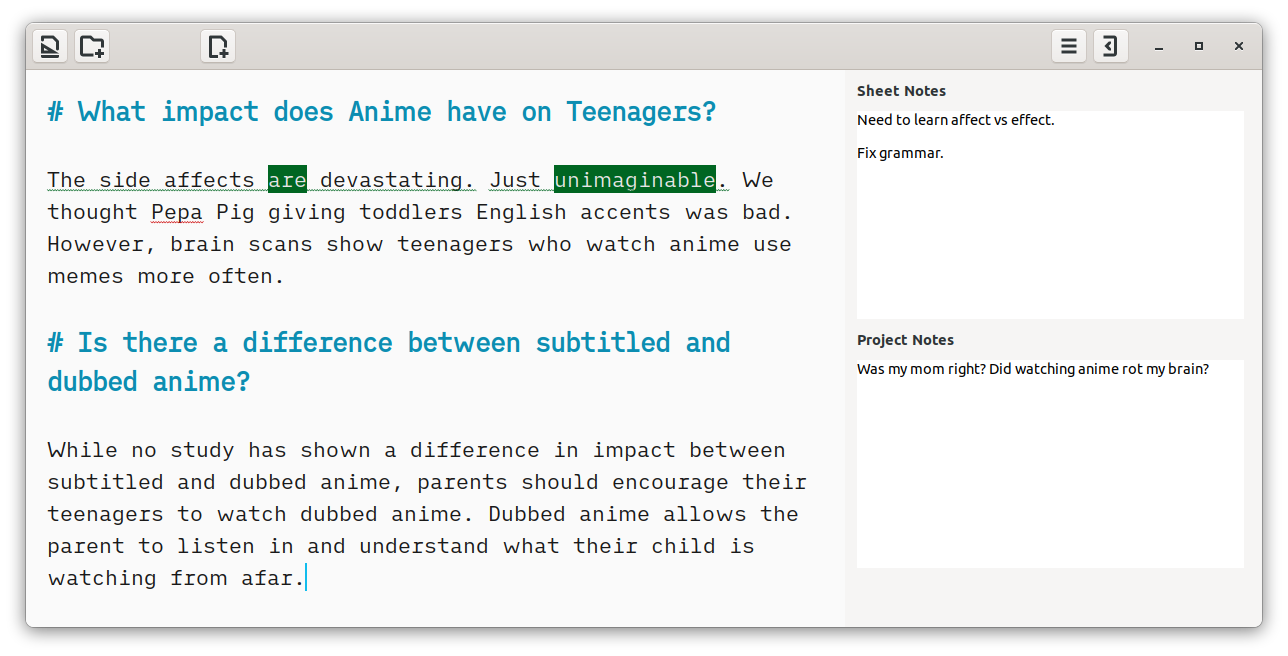 # What impact does Anime have on Teenagers?
The side affects are devastating. Just unimaginable. We
thought Pepa Pig giving toddlers English accents was bad.
However, brain scans show teenagers who watch anime use
memes more often.
# Is there a difference between subtitled and
dubbed anime?
While no study has shown a difference in impact between
subtitled and dubbed anime, parents should encourage their
teenagers to watch dubbed anime. Dubbed anime allows the
parent to listen in and understand what their child is
watching from afar.
Sheet Notes
Need to learn affect vs effect.
Fix grammar.
Project Notes
Was my mom right? Did watching anime rot my brain?